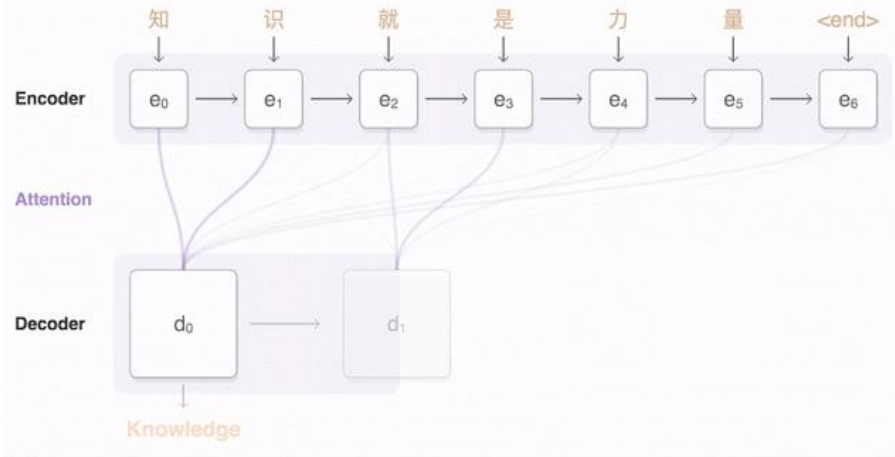 知 识 就 是 力 量 <end>
Encoder e₀ e₁ e₂ e₃ e₄ e₅ e₆
Attention
Decoder d₀ d₁
Knowledge